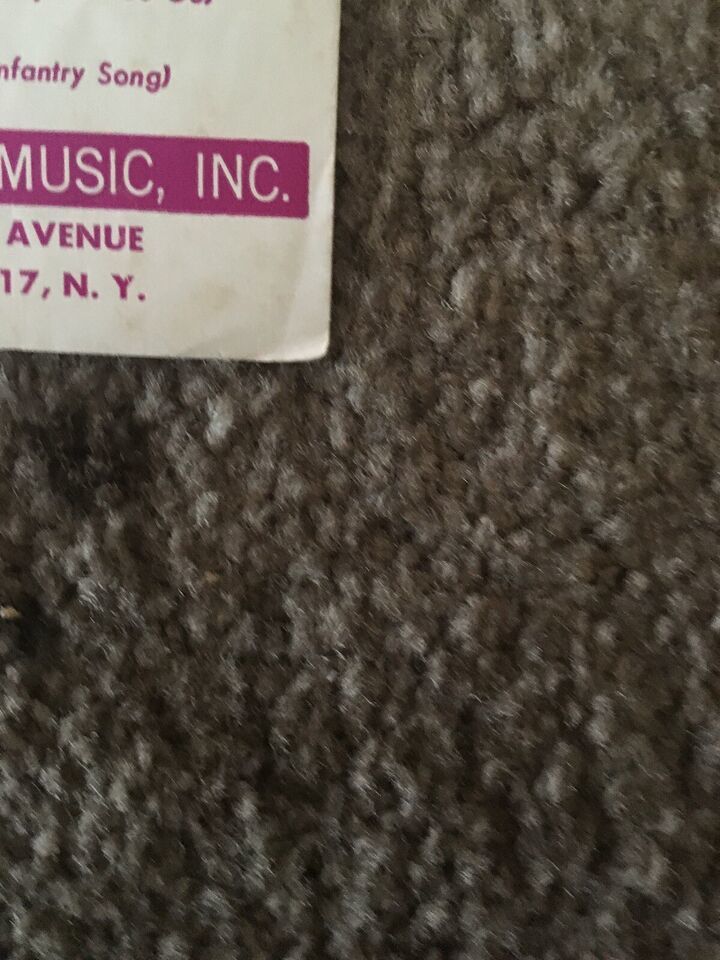 nfantry Song)
MUSIC, INC.
AVENUE
17, N. Y.